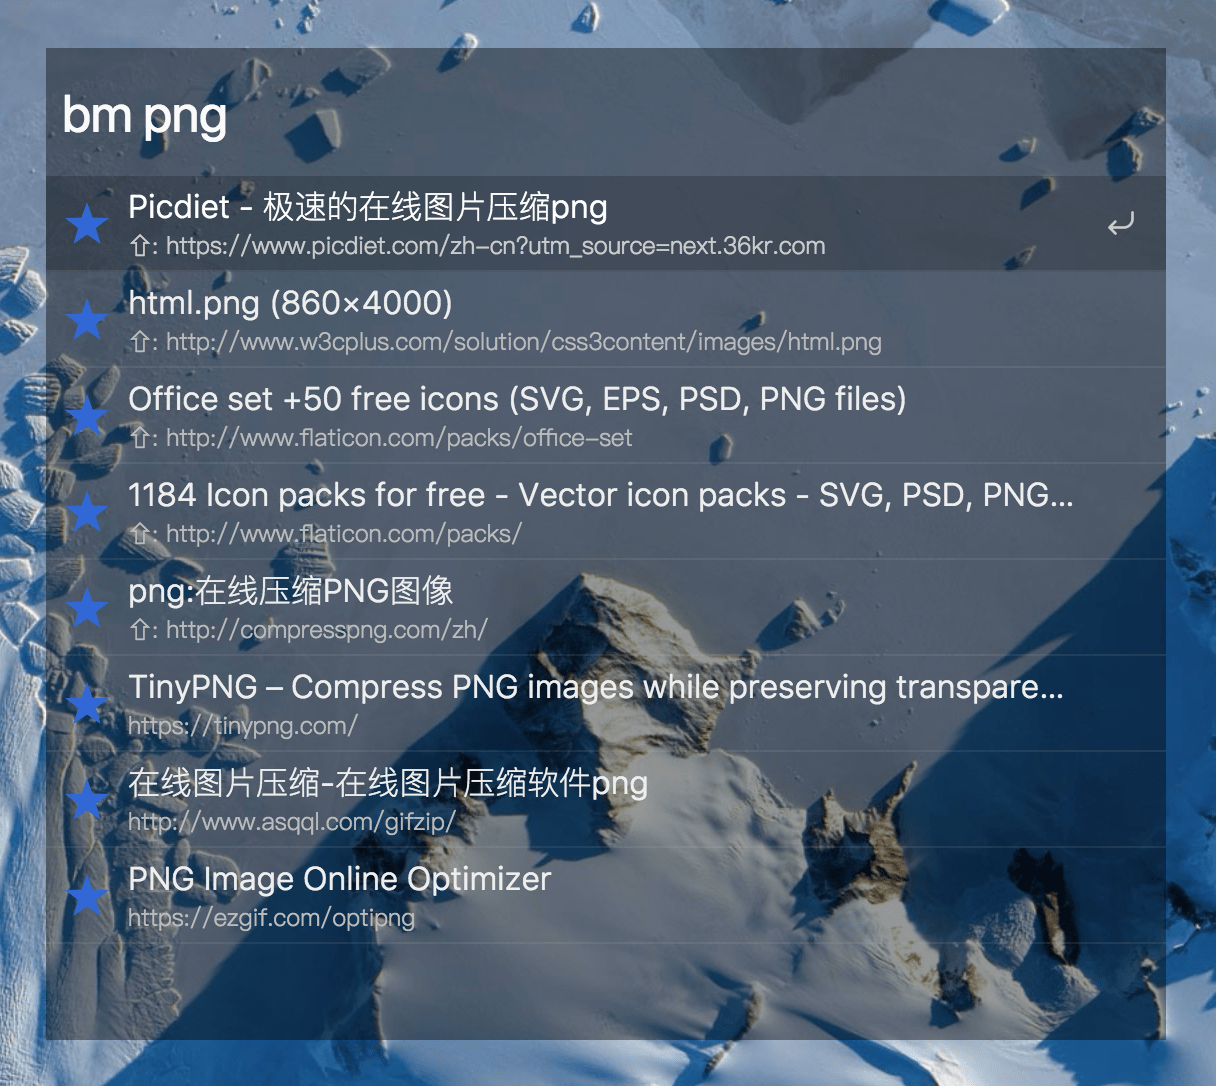 bm png
Picdiet - 极速的在线图片压缩png
⇧: https://www.picdiet.com/zh-cn?utm_source=next.36kr.com
html.png (860×4000)
⇧: http://www.w3cplus.com/solution/css3content/images/html.png
Office set +50 free icons (SVG, EPS, PSD, PNG files)
⇧: http://www.flaticon.com/packs/office-set
1184 Icon packs for free - Vector icon packs - SVG, PSD, PNG...
⇧: http://www.flaticon.com/packs/
png:在线压缩PNG图像
⇧: http://compresspng.com/zh/
TinyPNG – Compress PNG images while preserving transpare...
https://tinypng.com/
在线图片压缩-在线图片压缩软件png
http://www.asqql.com/gifzip/
PNG Image Online Optimizer
https://ezgif.com/optipng